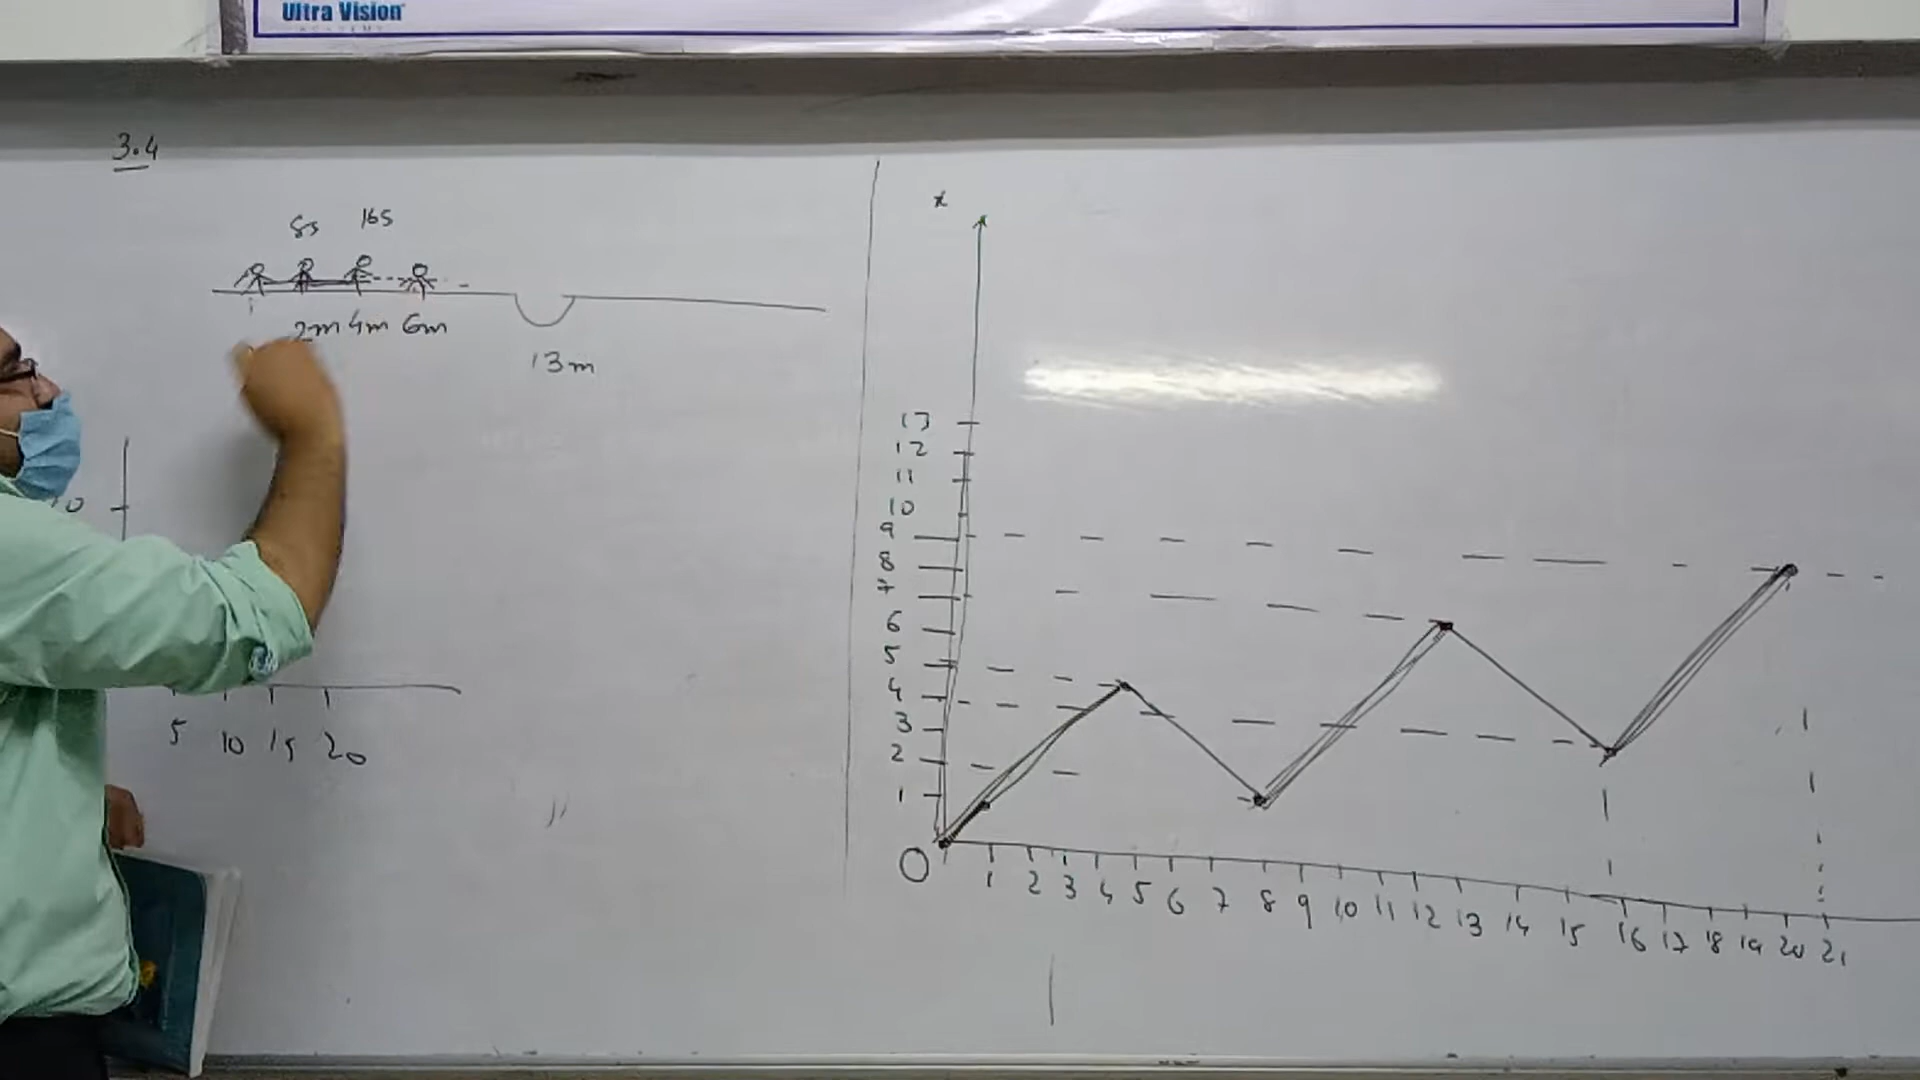 Ultra Vision
ACADEMY
3.4
8s 16s
2m 4m 6m
13m
5 10 15 20
x
13
12
11
10
9
8
7
6
5
4
3
2
1
O
1 2 3 4 5 6 7 8 9 10 11 12 13 14 15 16 17 18 19 20 21